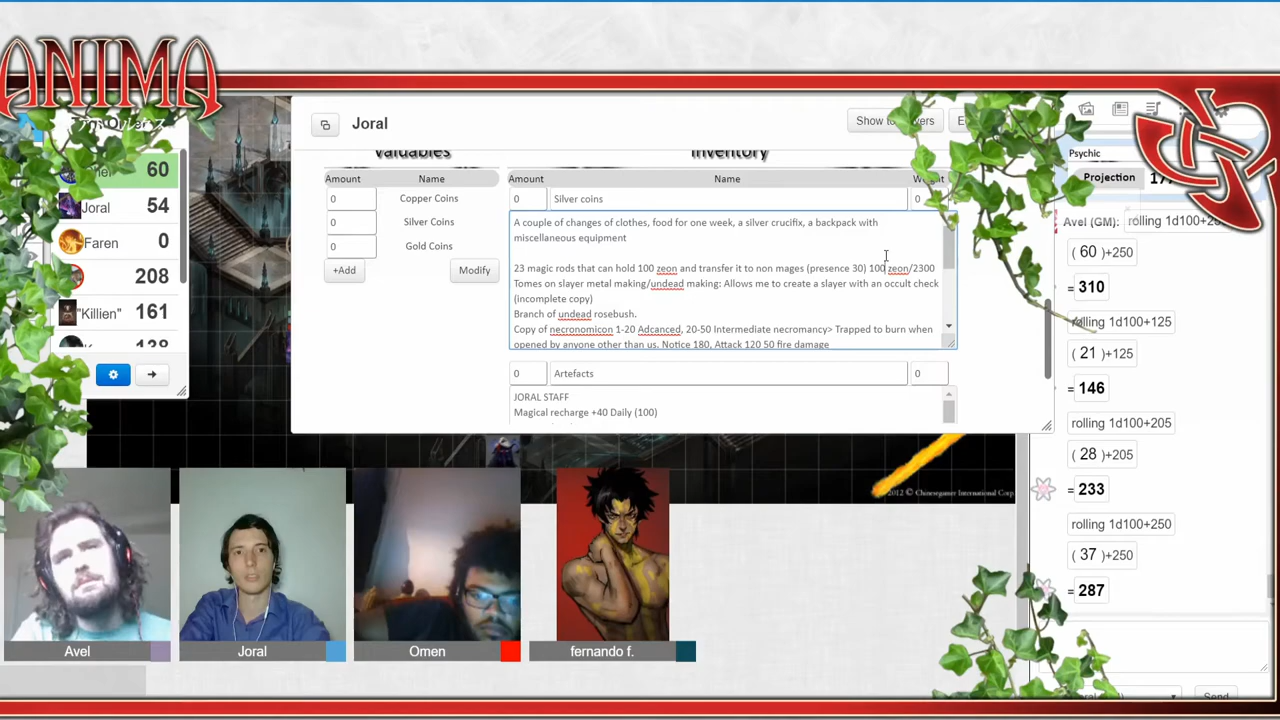 ANIMA
60
Joral
54
Faren
0
208
"Killien"
161
138
Joral
Show to
Valuables
Inventory
Amount
Name
Amount
Name
Weight
0
Copper Coins
0
Silver coins
0
0
Silver Coins
0
Gold Coins
+Add
Modify
A couple of changes of clothes, food for one week, a silver crucifix, a backpack with
miscellaneous equipment
23 magic rods that can hold 100 zeon and transfer it to non mages (presence 30) 100 zeon/2300
Tomes on slayer metal making/undead making: Allows me to create a slayer with an occult check
(incomplete copy)
Branch of undead rosebush.
Copy of necronomicon 1-20 Adcanced, 20-50 Intermediate necromancy> Trapped to burn when
opened by anyone other than us. Notice 180, Attack 120 50 fire damage
0
Artefacts
0
JORAL STAFF
Magical recharge +40 Daily (100)
Psychic
Projection
Avel (GM):
rolling 1d100+250
( 60 )+250
= 310
rolling 1d100+125
( 21 )+125
= 146
rolling 1d100+205
( 28 )+205
= 233
rolling 1d100+250
( 37 )+250
= 287
Send
2012 © Chinesegamer International Corp.
Avel
Joral
Omen
fernando f.